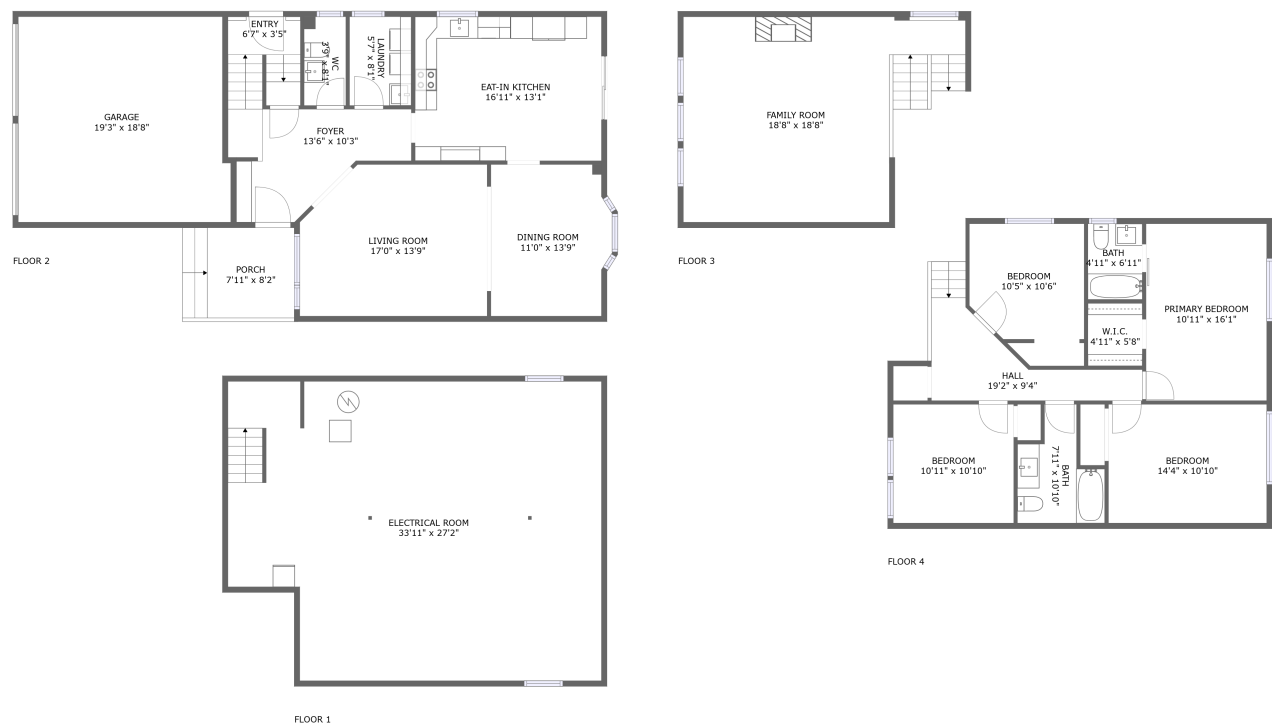 ENTRY
6'7" x 3'5"
GARAGE
19'3" x 18'8"
WC
3'9" x 8'1"
LAUNDRY
5'7" x 8'1"
EAT-IN KITCHEN
16'11" x 13'1"
FOYER
13'6" x 10'3"
LIVING ROOM
17'0" x 13'9"
DINING ROOM
11'0" x 13'9"
PORCH
7'11" x 8'2"
FLOOR 2
FAMILY ROOM
18'8" x 18'8"
FLOOR 3
BEDROOM
10'5" x 10'6"
BATH
4'11" x 6'11"
PRIMARY BEDROOM
10'11" x 16'1"
W.I.C.
4'11" x 5'8"
HALL
19'2" x 9'4"
BEDROOM
10'11" x 10'10"
BATH
7'11" x 10'10"
BEDROOM
14'4" x 10'10"
FLOOR 4
ELECTRICAL ROOM
33'11" x 27'2"
FLOOR 1